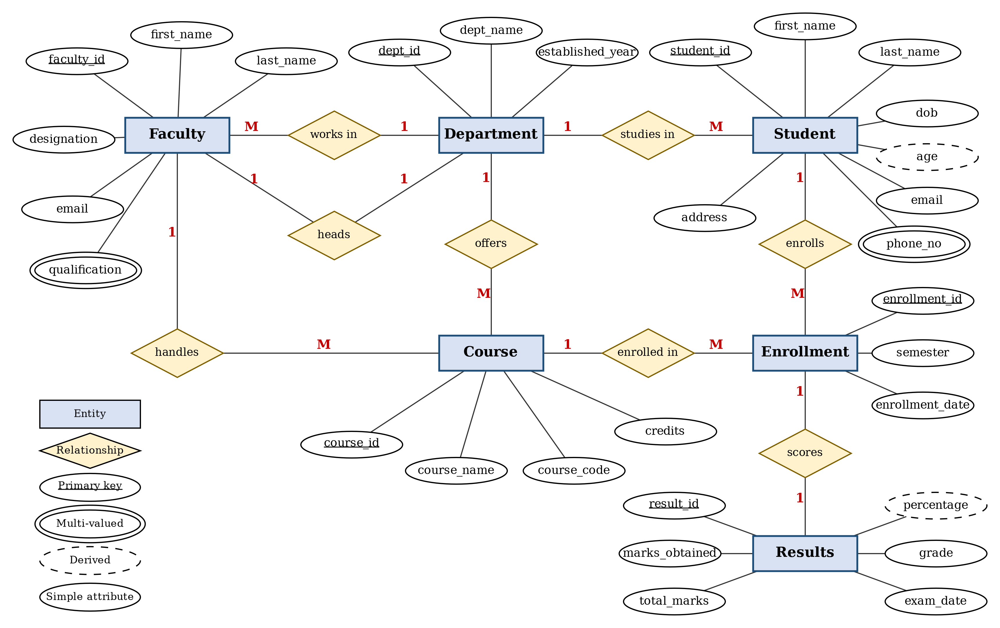 first_name
dept_name
first_name
faculty_id
last_name
dept_id
established_year
student_id
last_name
dob
designation
Faculty
M
works in
1
Department
1
studies in
M
Student
age
1
1
1
1
email
address
email
heads
offers
enrolls
phone_no
1
qualification
M
M
enrollment_id
handles
M
Course
1
enrolled in
M
Enrollment
semester
1
enrollment_date
Entity
credits
course_id
Relationship
scores
course_name
course_code
Primary key
1
result_id
percentage
Multi-valued
marks_obtained
Results
grade
Derived
Simple attribute
total_marks
exam_date